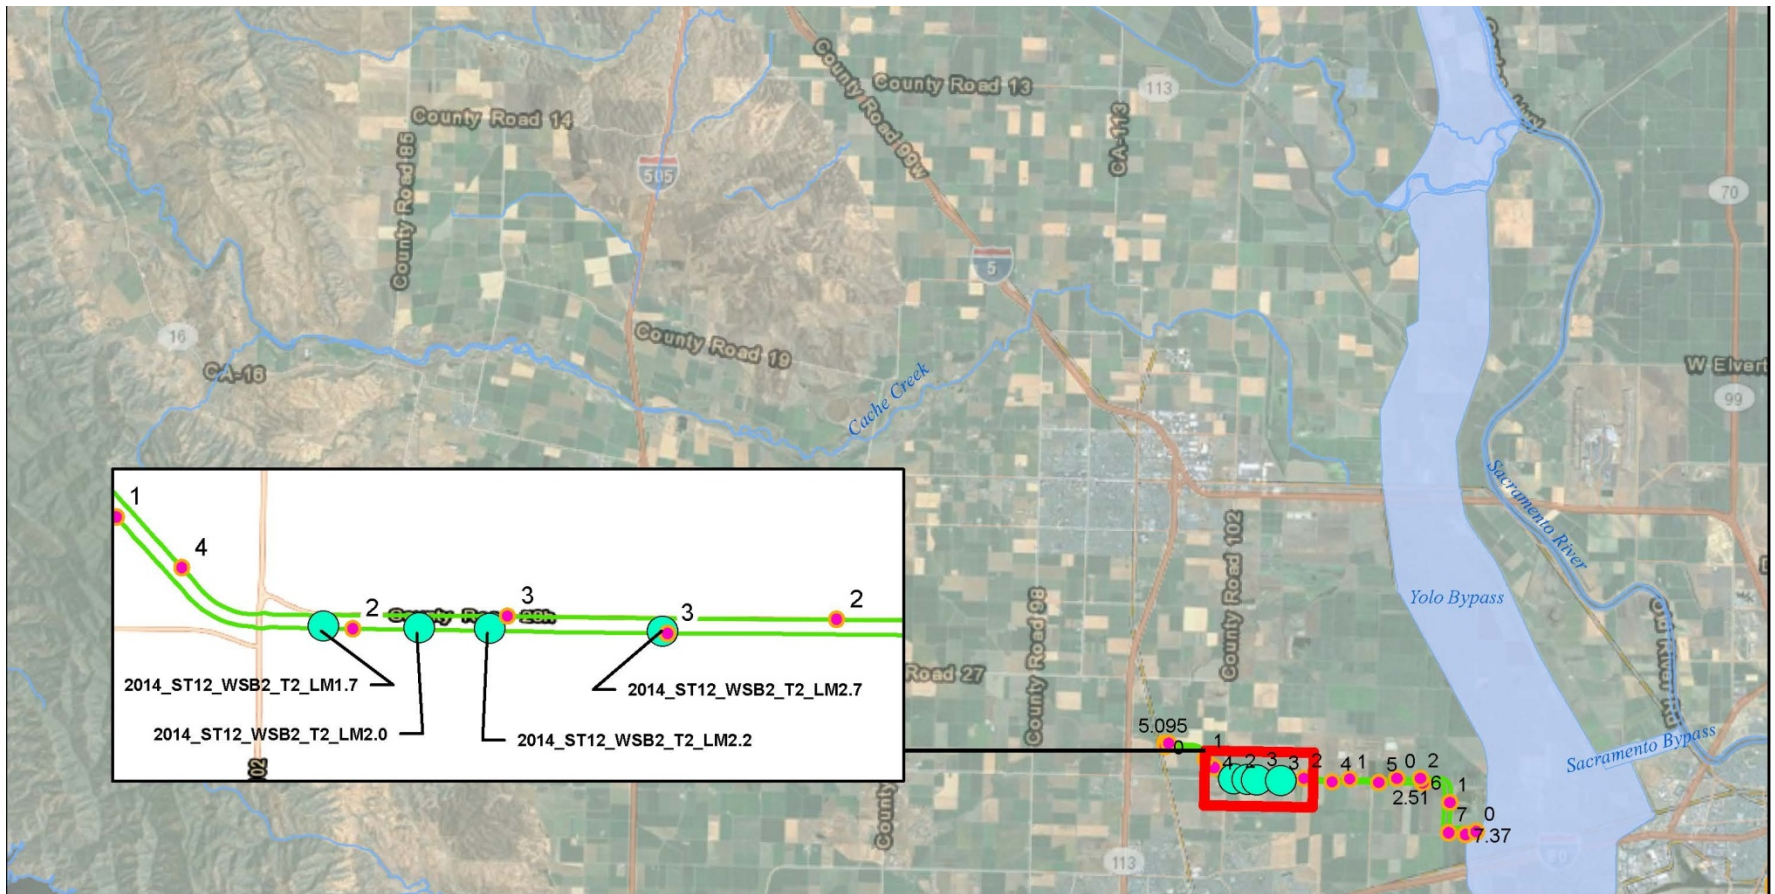 County Road 13
113
County Road 99W
County Road 14
CA-113
County Road 85
505
70
5
16
County Road 19
CA-16
W Elvert
99
Cache Creek
Sacramento River
County Road 102
1
4
2
3
3
2
2014_ST12_WSB2_T2_LM1.7
2014_ST12_WSB2_T2_LM2.7
2014_ST12_WSB2_T2_LM2.0
2014_ST12_WSB2_T2_LM2.2
02
Yolo Bypass
County Road 98
Road 27
5.095
0
1
4
2
3
3
2
4
1
5
0
2
6
2.51
1
7
0
7.37
Sacramento Bypass
County
113
80